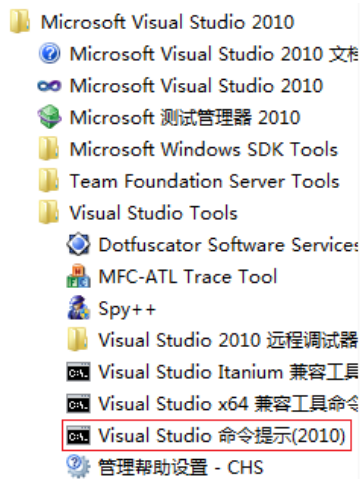 Microsoft Visual Studio 2010
Microsoft Visual Studio 2010 文档
Microsoft Visual Studio 2010
Microsoft 测试管理器 2010
Microsoft Windows SDK Tools
Team Foundation Server Tools
Visual Studio Tools
Dotfuscator Software Services
MFC-ATL Trace Tool
Spy++
Visual Studio 2010 远程调试器
Visual Studio Itanium 兼容工具
Visual Studio x64 兼容工具命令
Visual Studio 命令提示(2010)
管理帮助设置 - CHS